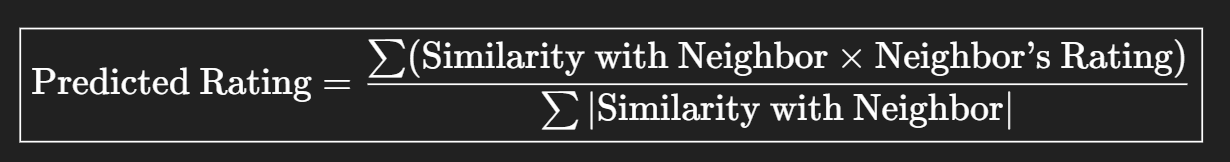 Predicted Rating = ∑(Similarity with Neighbor × Neighbor's Rating) / ∑|Similarity with Neighbor|